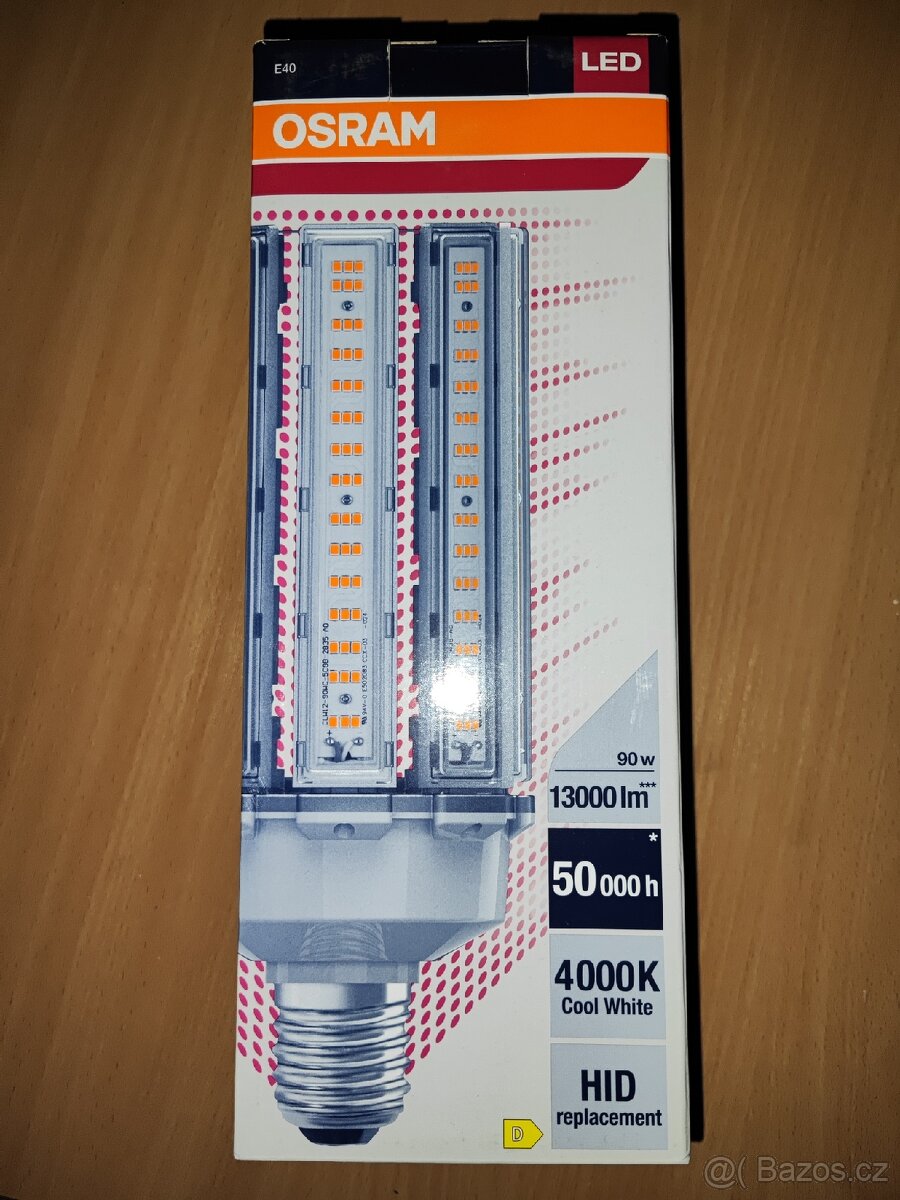 E40
LED
OSRAM
90 w
13000 lm***
*
50 000 h
4000K
Cool White
HID
replacement
D
@( Bazos.cz